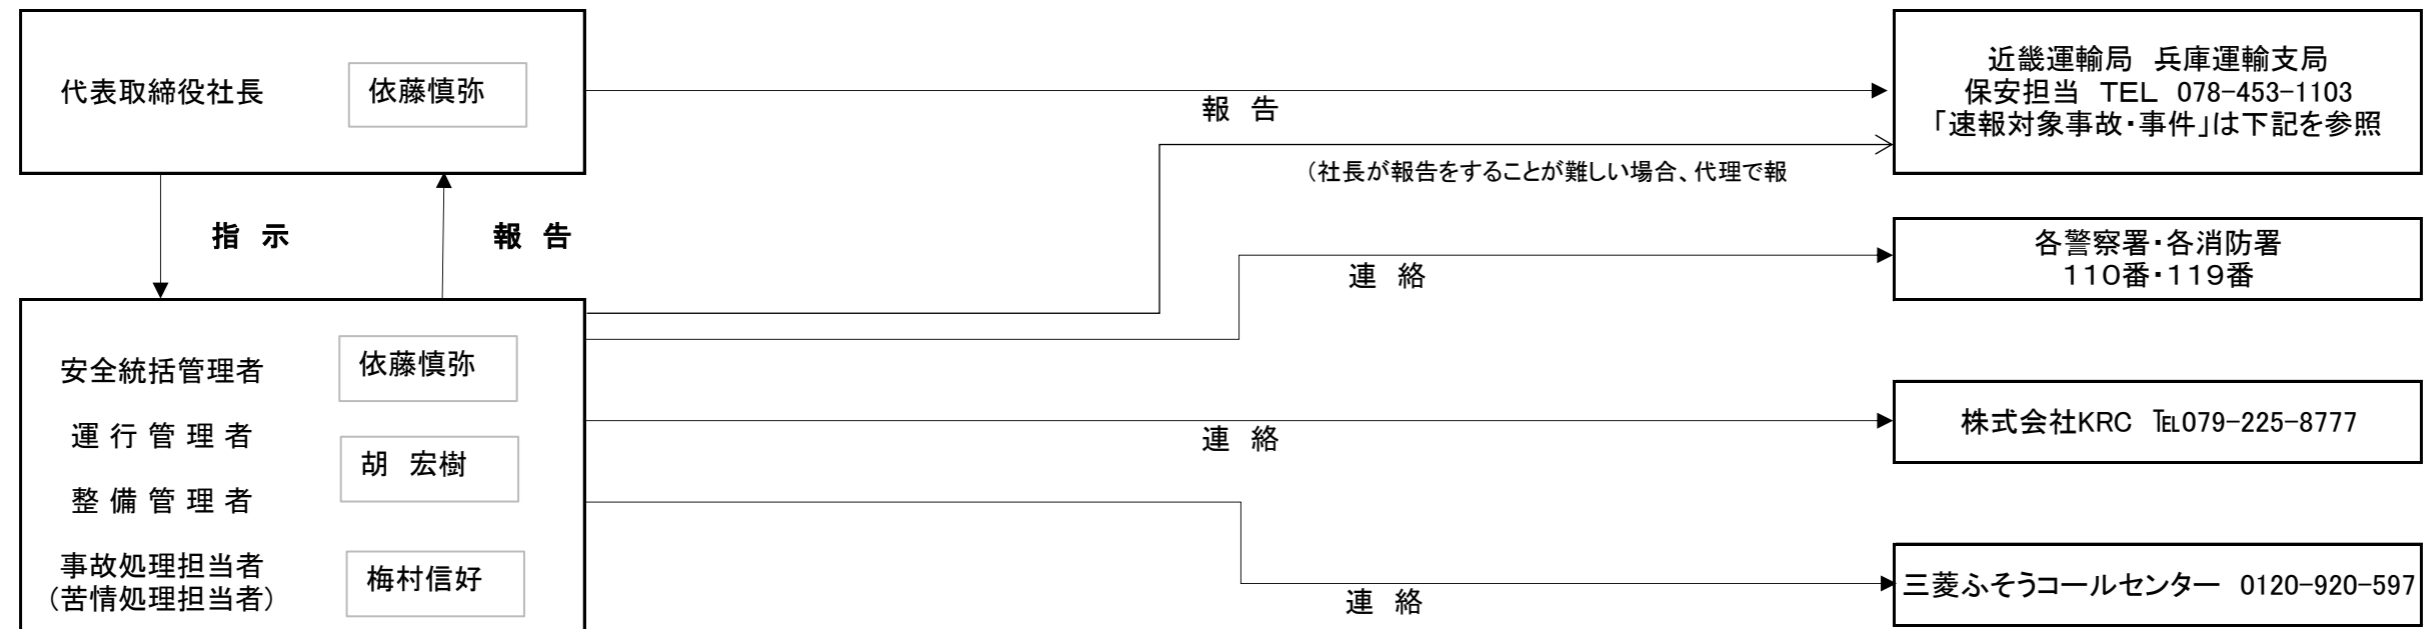 代表取締役社長 依藤慎弥
報 告
近畿運輸局 兵庫運輸支局
保安担当 TEL 078-453-1103
「速報対象事故・事件」は下記を参照
(社長が報告をすることが難しい場合、代理で報
指 示
報 告
連 絡
各警察署・各消防署
110番・119番
安全統括管理者 依藤慎弥
運 行 管 理 者
胡 宏樹
整 備 管 理 者
事故処理担当者
(苦情処理担当者)
梅村信好
連 絡
株式会社KRC ℡079-225-8777
連 絡
三菱ふそうコールセンター 0120-920-597